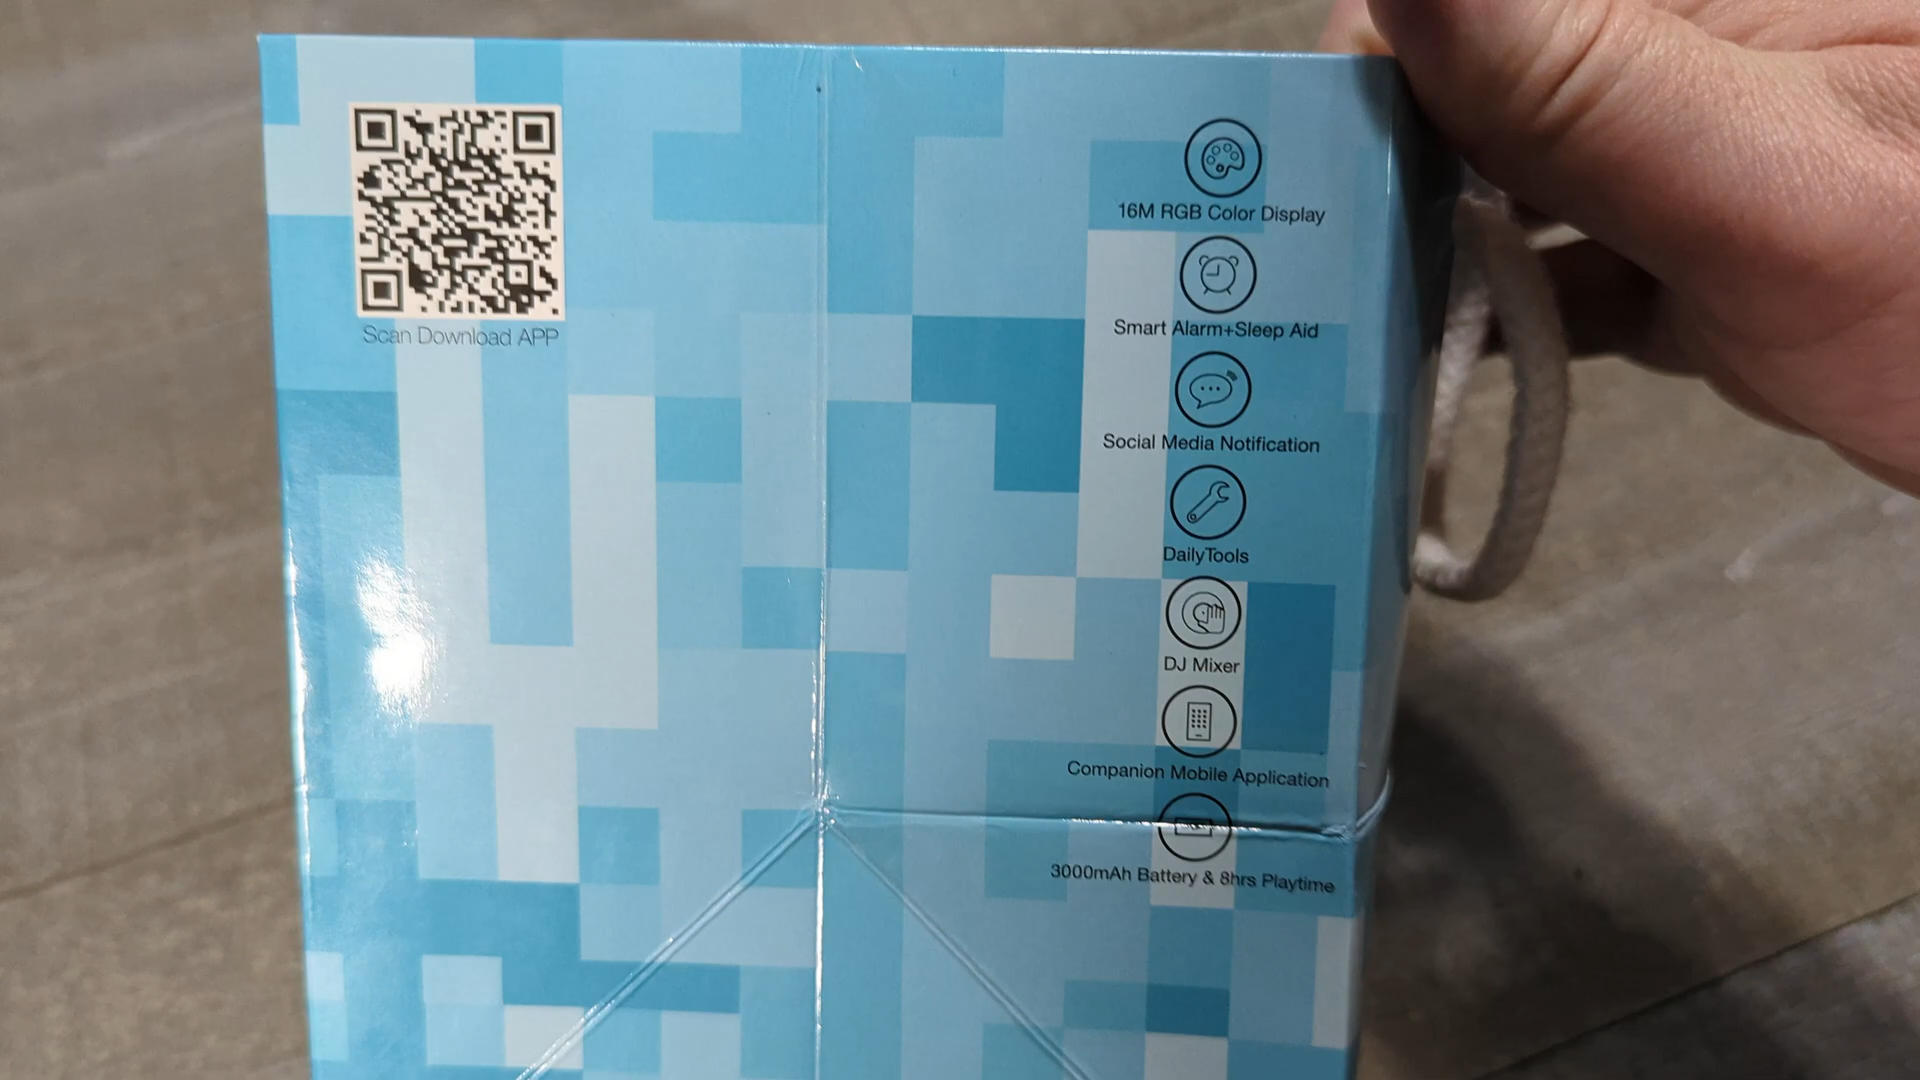 Scan Download APP
16M RGB Color Display
Smart Alarm+Sleep Aid
Social Media Notification
DailyTools
DJ Mixer
Companion Mobile Application
3000mAh Battery & 8hrs Playtime